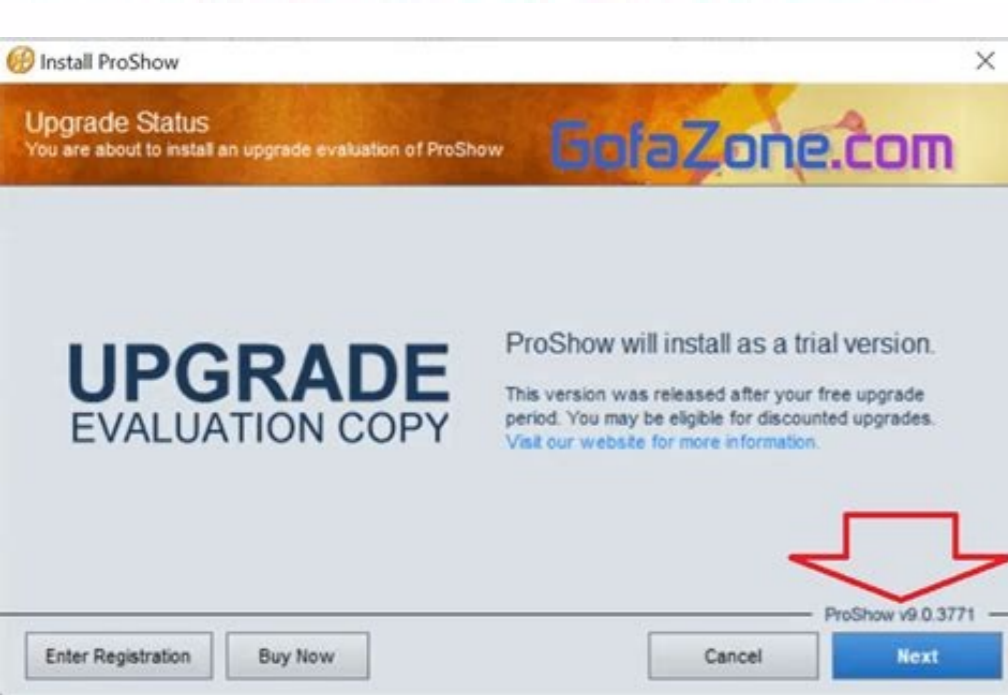 Install ProShow
Upgrade Status
You are about to install an upgrade evaluation of ProShow
GofaZone.com
UPGRADE
EVALUATION COPY
ProShow will install as a trial version.
This version was released after your free upgrade
period. You may be eligible for discounted upgrades.
Visit our website for more information.
ProShow v9.0.3771
Enter Registration
Buy Now
Cancel
Next